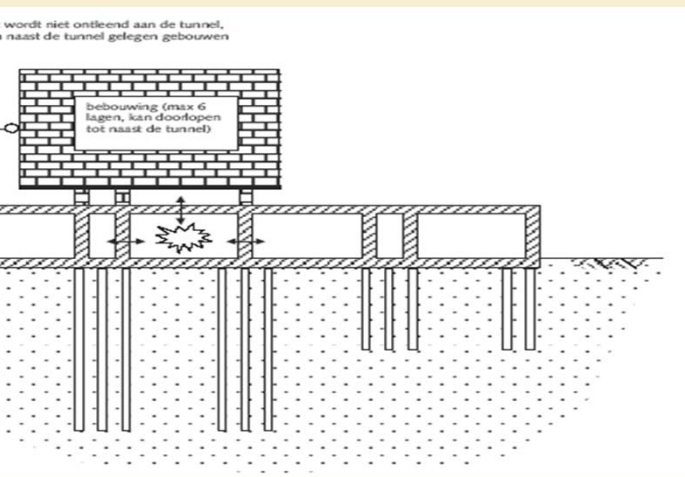 wordt niet ontleend aan de tunnel,
naast de tunnel gelegen gebouwen
bebouwing (max 6
lagen, kan doorlopen
tot naast de tunnel)